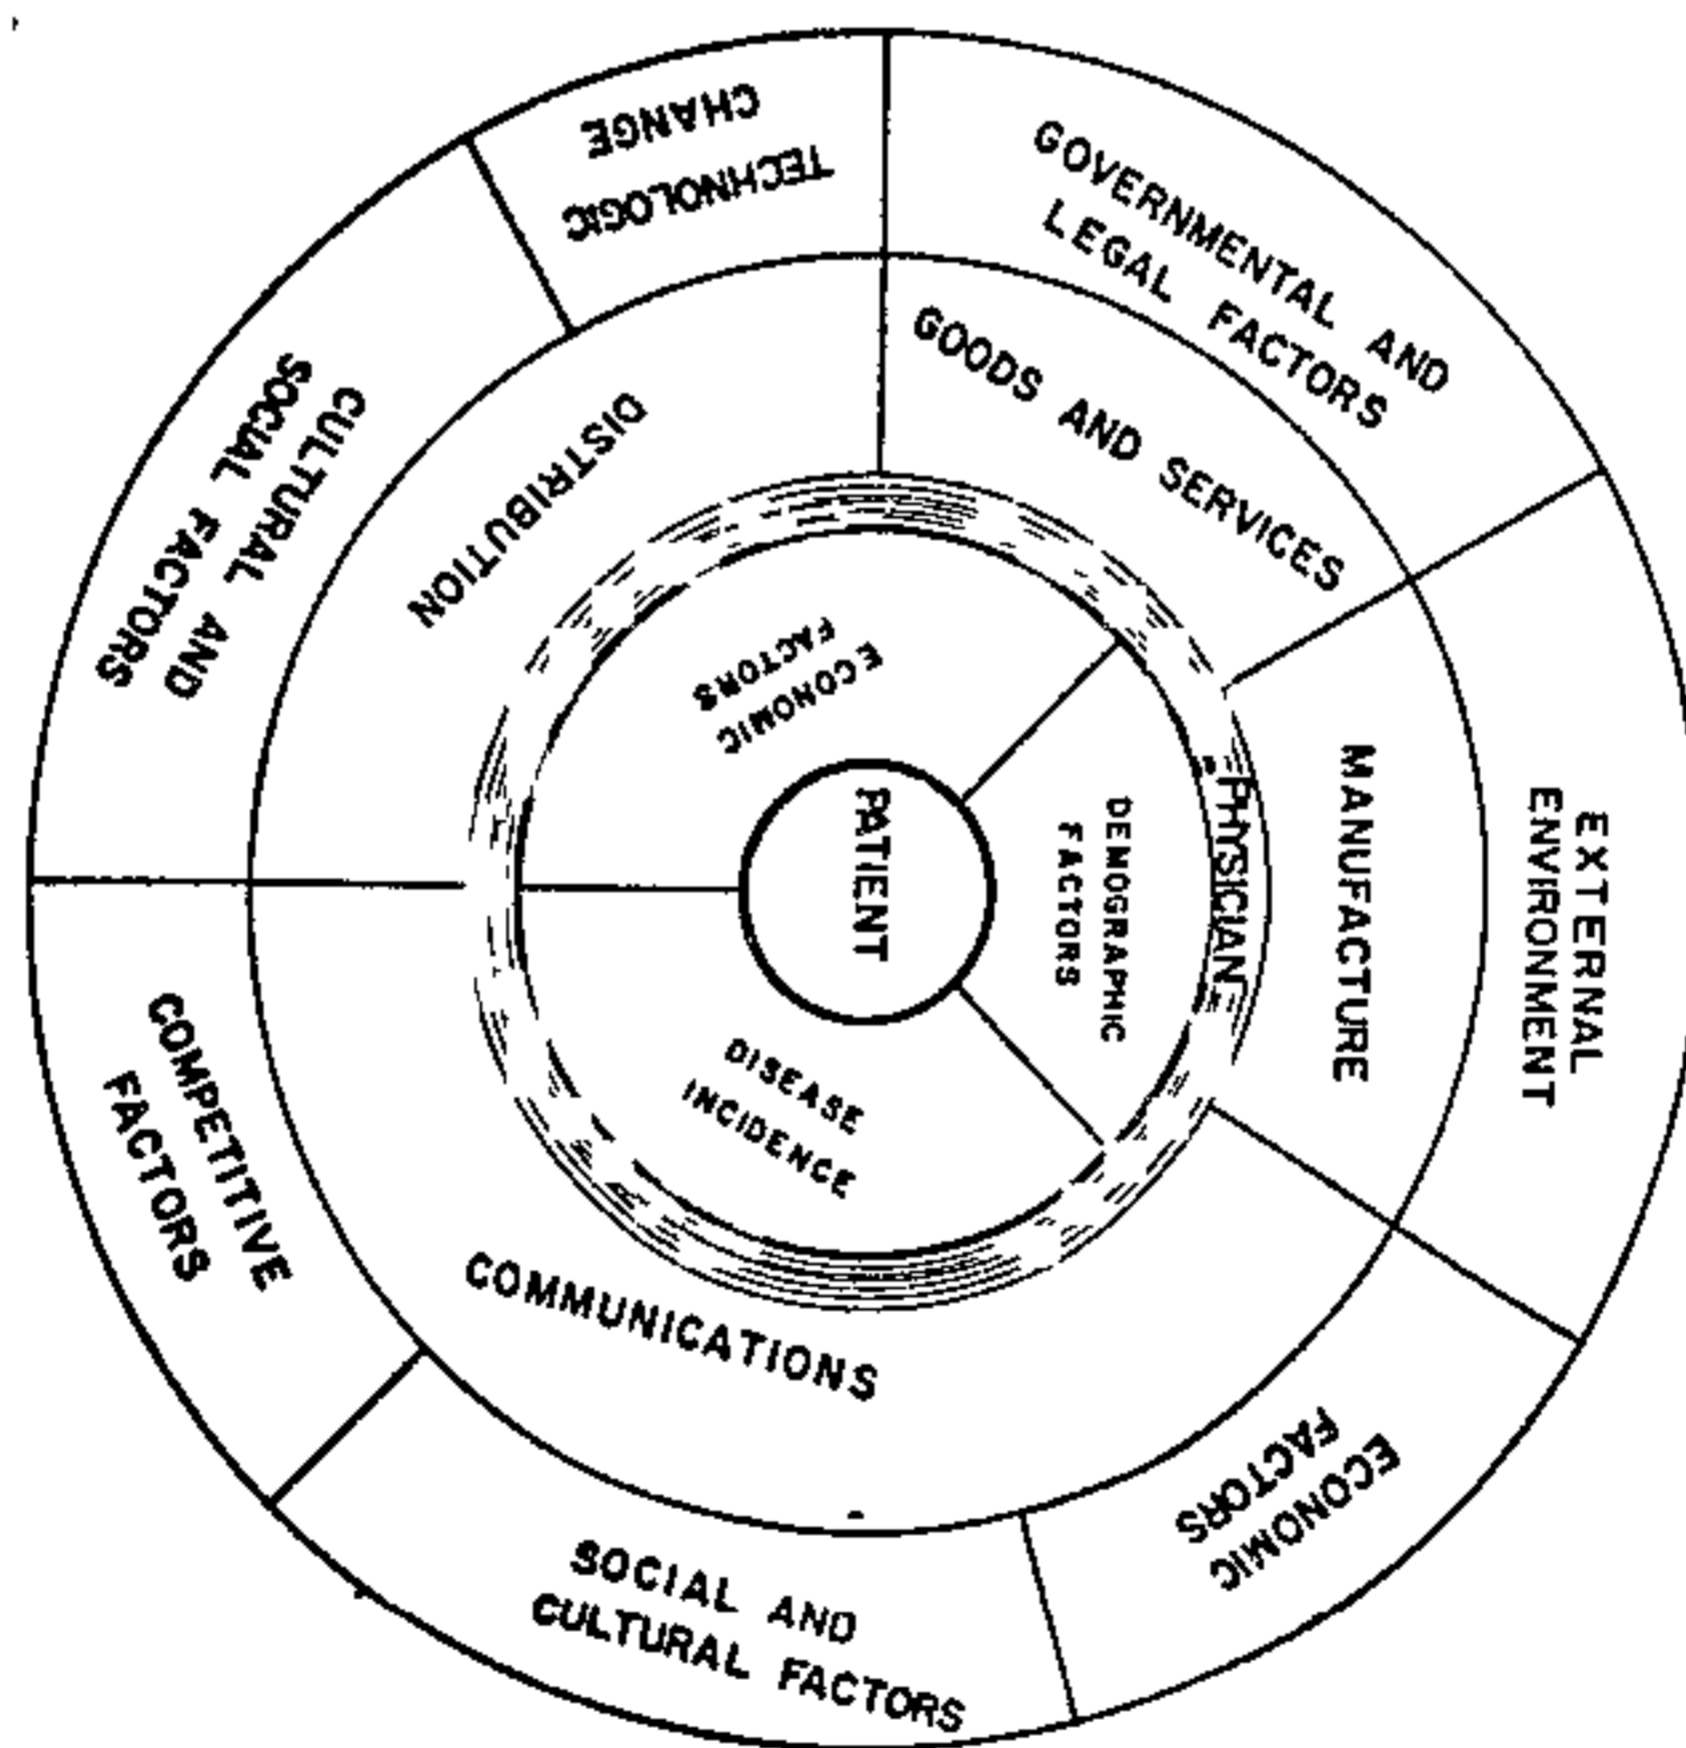 TECHNOLOGIC
CHANGE
GOVERNMENTAL AND
LEGAL FACTORS
EXTERNAL
ENVIRONMENT
ECONOMIC
FACTORS
SOCIAL AND
CULTURAL FACTORS
COMPETITIVE
FACTORS
CULTURAL AND
SOCIAL FACTORS
GOODS AND SERVICES
MANUFACTURE
COMMUNICATIONS
DISTRIBUTION
PHYSICIAN
ECONOMIC
FACTORS
DEMOGRAPHIC
FACTORS
DISEASE
INCIDENCE
PATIENT